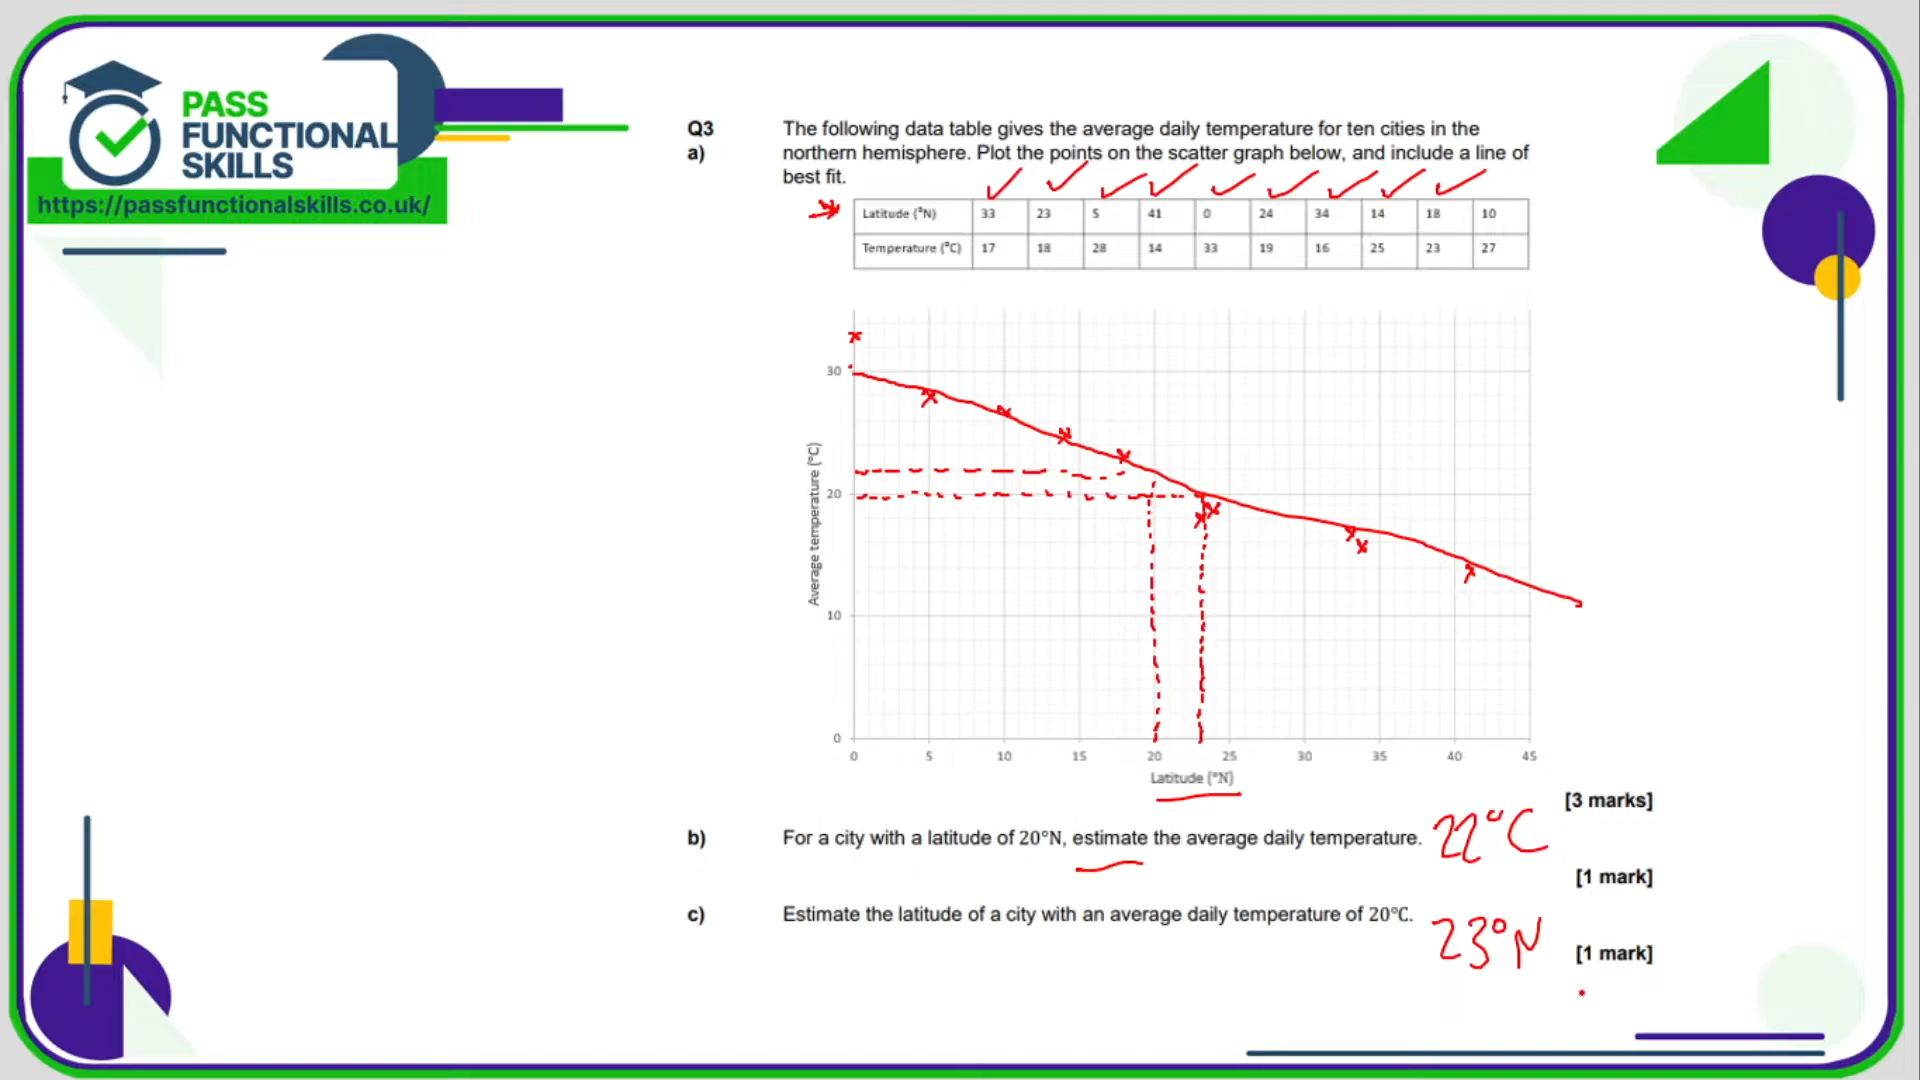 PASS
FUNCTIONAL
SKILLS
https://passfunctionalskills.co.uk/
Q3 The following data table gives the average daily temperature for ten cities in the
a) northern hemisphere. Plot the points on the scatter graph below, and include a line of
best fit.
Latitude (⁰N) 33 23 5 41 0 24 34 14 18 10
Temperature (⁰C) 17 18 28 14 33 19 16 25 23 27
30
20
10
0
Average temperature (°C)
0 5 10 15 20 25 30 35 40 45
Latitude (°N)
[3 marks]
b) For a city with a latitude of 20°N, estimate the average daily temperature. 22°C
[1 mark]
c) Estimate the latitude of a city with an average daily temperature of 20°C. 23°N
[1 mark]